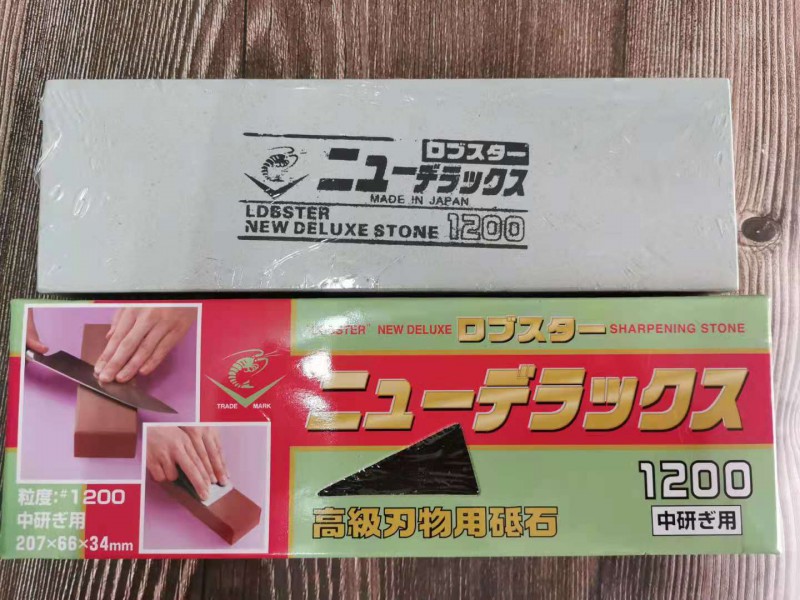 ロブスター
ニューデラックス
MADE IN JAPAN
LDBSTER
NEW DELUXE STONE 1200
"LOBSTER" NEW DELUXE ロブスター SHARPENING STONE
ニューデラックス
TRADE MARK
粒度:#1200
中研ぎ用
207×66×34mm
高級刃物用砥石
1200
中研ぎ用